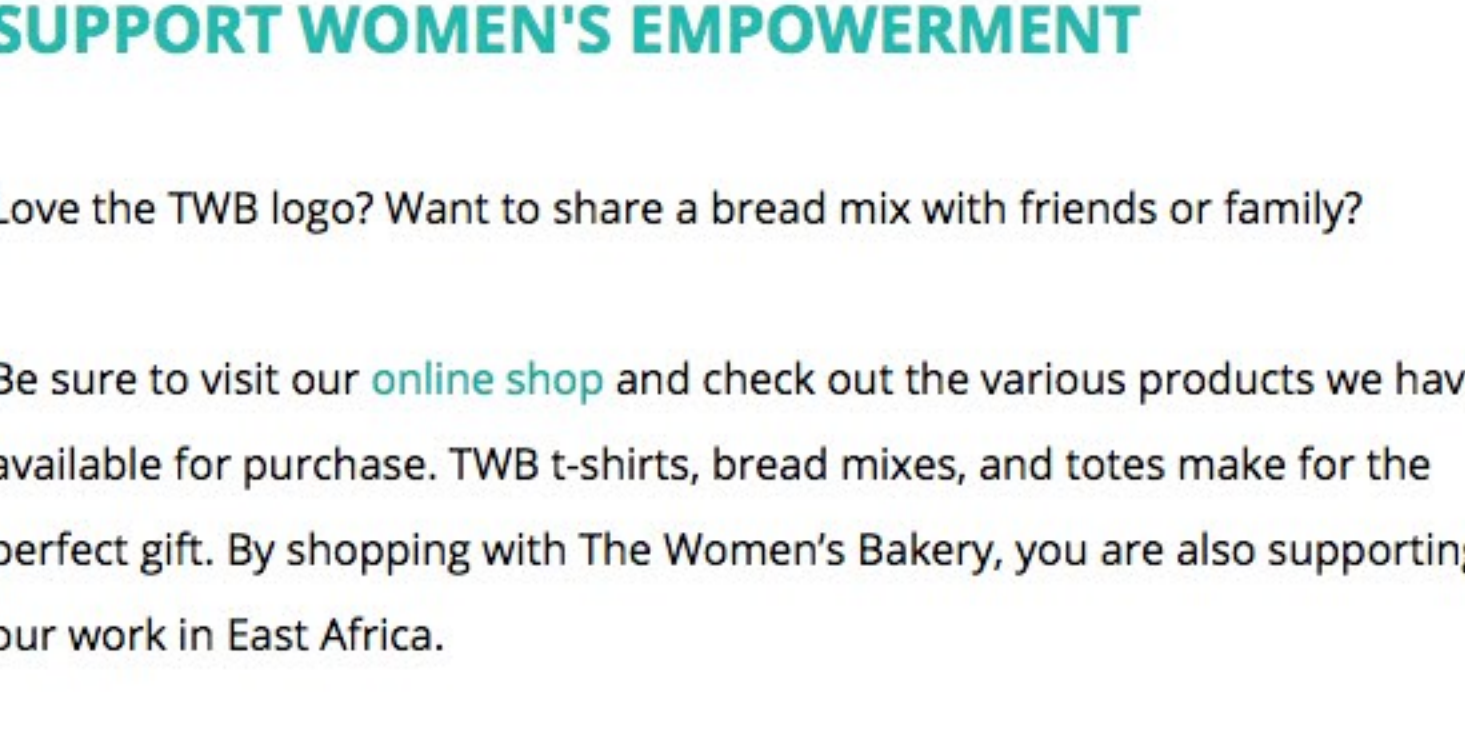 SUPPORT WOMEN'S EMPOWERMENT
Love the TWB logo? Want to share a bread mix with friends or family?
Be sure to visit our online shop and check out the various products we hav
available for purchase. TWB t-shirts, bread mixes, and totes make for the
perfect gift. By shopping with The Women’s Bakery, you are also supporting
our work in East Africa.